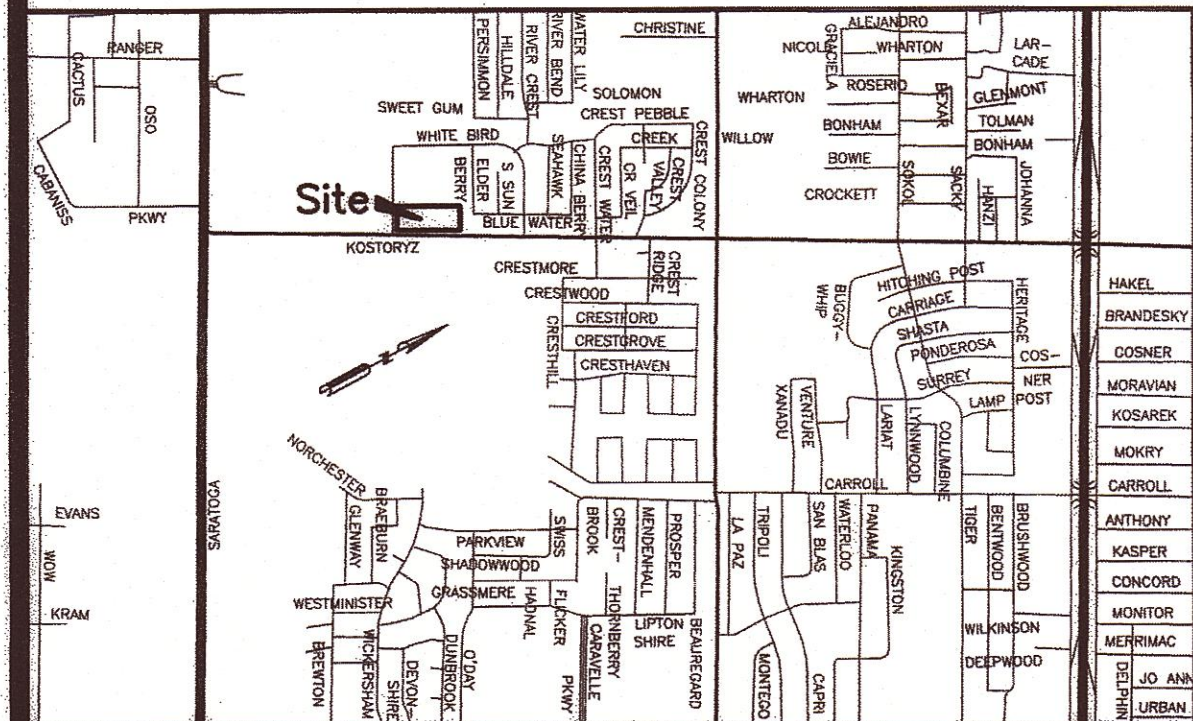 RANGER
CACTUS
OSO
CABANISS
PKWY
PERSIMMON
HILLDALE
RIVER CREST
RIVER BEND
WATER LILY
CHRISTINE
SOLOMON
SWEET GUM
CREST PEBBLE
WHITE BIRD
CREEK
WILLOW
CREST COLONY
BERRY
ELDER
S SUN
SEAHAWK
CHINA BERRY
CREST WATER
CR VEIL
VALLEY
CREST
Site
BLUE WATER
KOSTORYZ
ALEJANDRO
NICOLE
GRACIELA
WHARTON
LAR-
CADE
WHARTON
ROSERIO
BEXAR
GLENMONT
BONHAM
TOLMAN
BONHAM
BOWIE
CROCKETT
SOKOL
SACKY
HANZI
JOHANNA
CRESTMORE
CREST
RIDGE
CRESTWOOD
CRESTFORD
CRESTGROVE
CRESTHAVEN
CRESTHILL
N
BUGGY-
WHIP
HITCHING POST
CARRIAGE
SHASTA
PONDEROSA
SURREY
LAMP POST
HERITAGE
COS-
NER
HAKEL
BRANDESKY
COSNER
MORAVIAN
KOSAREK
MOKRY
CARROLL
ANTHONY
KASPER
CONCORD
MONITOR
MERRIMAC
DELPHIN
JO ANN
URBAN
XANADU
VENTURE
LARIAT
LYNNWOOD
COLUMBINE
CARROLL
NORCHESTER
EVANS
WOW
KRAM
SARATOGA
GLENWAY
BRAEBURN
PARKVIEW
SHADOWWOOD
GRASSMERE
WESTMINISTER
BREWTON
WICKERSHAM
DEVON-
SHIRE
DUNBROOK
O'DAY
HADNAL
SWISS
FLICKER
PKWY
BROOK
CREST-
THORNBERRY
CARAVELLE
MENDENHALL
PROSPER
LIPTON
SHIRE
BEAUREGARD
LA PAZ
TRIPOLI
SAN BLAS
WATERLOO
PANAMA
KINGSTON
MONTEGO
CAPRI
TIGER
BENTWOOD
BRUSHWOOD
WILKINSON
DEEPWOOD